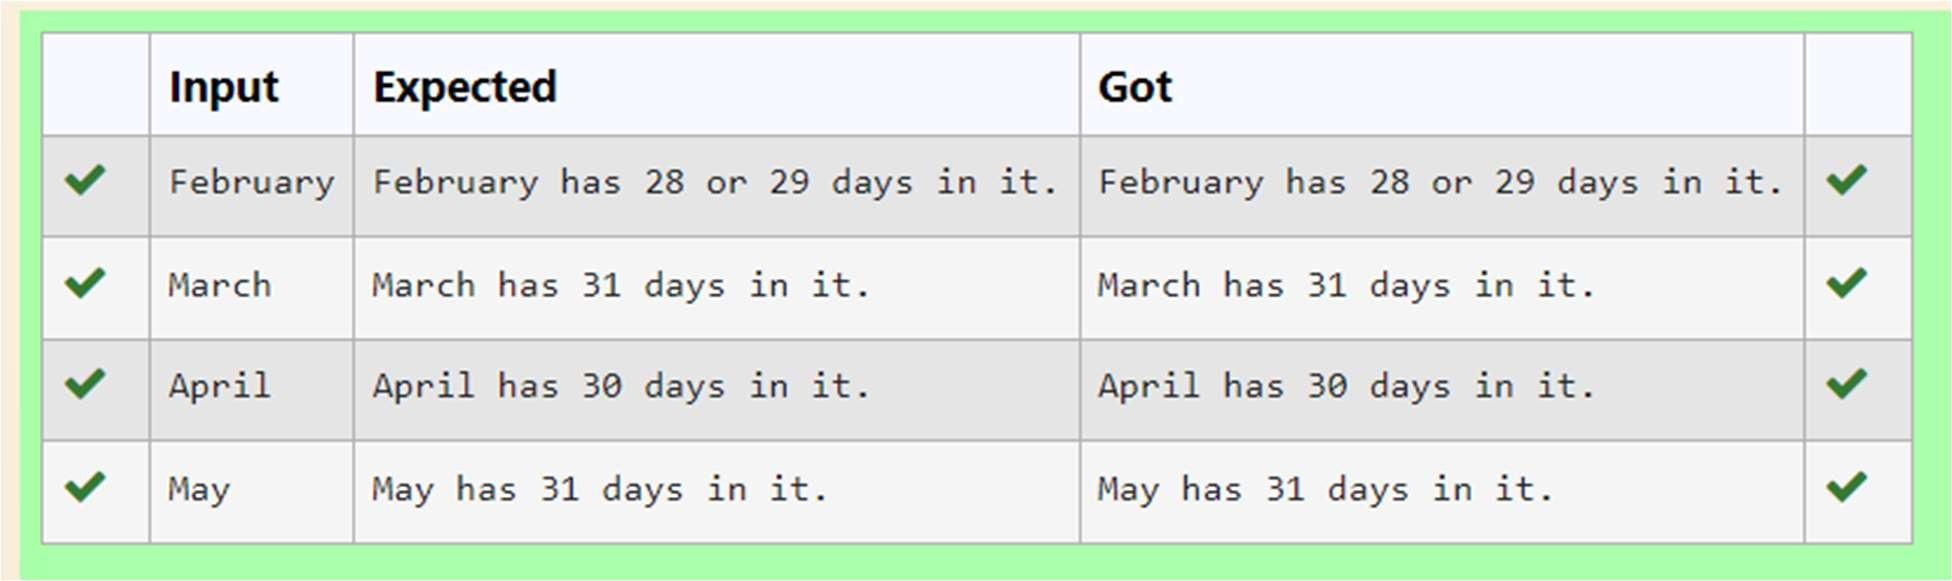 Input Expected Got
February February has 28 or 29 days in it. February has 28 or 29 days in it.
March March has 31 days in it. March has 31 days in it.
April April has 30 days in it. April has 30 days in it.
May May has 31 days in it. May has 31 days in it.